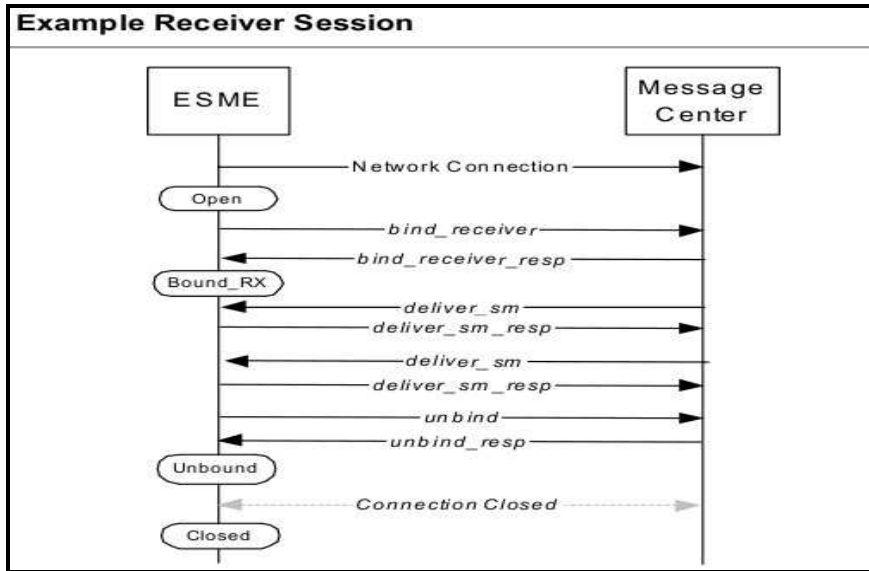 Example Receiver Session
ESME
Message
Center
Network Connection
Open
bind_receiver
bind_receiver_resp
Bound_RX
deliver_sm
deliver_sm_resp
deliver_sm
deliver_sm_resp
unbind
unbind_resp
Unbound
Connection Closed
Closed